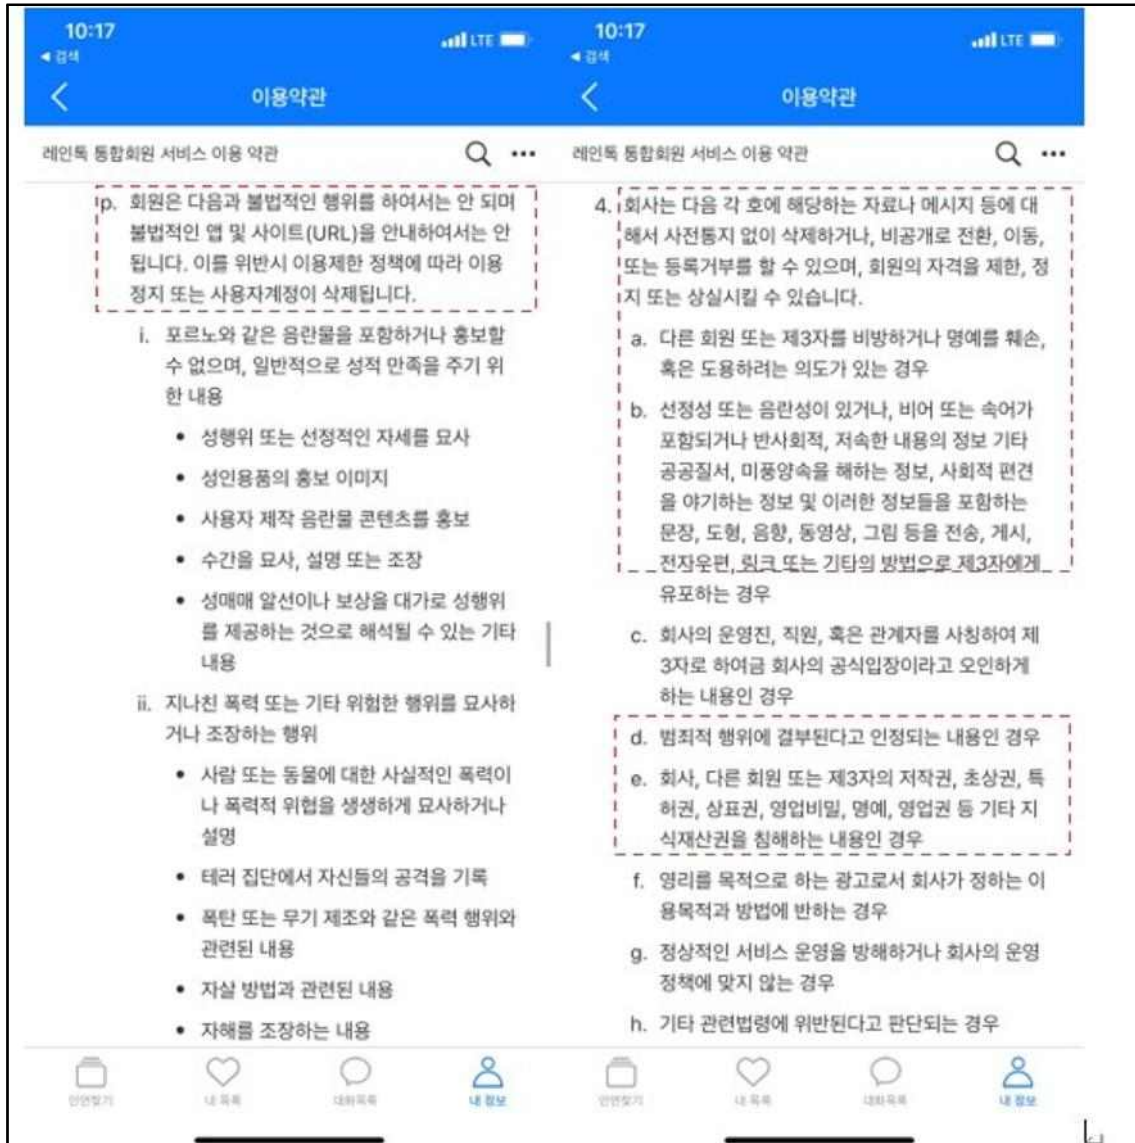 10:17
LTE
◀ 검색
이용약관
레인톡 통합회원 서비스 이용 약관
p. 회원은 다음과 불법적인 행위를 하여서는 안 되며
불법적인 앱 및 사이트(URL)을 안내하여서는 안
됩니다. 이를 위반시 이용제한 정책에 따라 이용
정지 또는 사용자계정이 삭제됩니다.
i. 포르노와 같은 음란물을 포함하거나 홍보할
수 없으며, 일반적으로 성적 만족을 주기 위
한 내용
• 성행위 또는 선정적인 자세를 묘사
• 성인용품의 홍보 이미지
• 사용자 제작 음란물 콘텐츠를 홍보
• 수간을 묘사, 설명 또는 조장
• 성매매 알선이나 보상을 대가로 성행위
를 제공하는 것으로 해석될 수 있는 기타
내용
ii. 지나친 폭력 또는 기타 위험한 행위를 묘사하
거나 조장하는 행위
• 사람 또는 동물에 대한 사실적인 폭력이
나 폭력적 위협을 생생하게 묘사하거나
설명
• 테러 집단에서 자신들의 공격을 기록
• 폭탄 또는 무기 제조와 같은 폭력 행위와
관련된 내용
• 자살 방법과 관련된 내용
• 자해를 조장하는 내용
인연찾기
내 목록
대화목록
내 정보
10:17
LTE
◀ 검색
이용약관
레인톡 통합회원 서비스 이용 약관
4. 회사는 다음 각 호에 해당하는 자료나 메시지 등에 대
해서 사전통지 없이 삭제하거나, 비공개로 전환, 이동,
또는 등록거부를 할 수 있으며, 회원의 자격을 제한, 정
지 또는 상실시킬 수 있습니다.
a. 다른 회원 또는 제3자를 비방하거나 명예를 훼손,
혹은 도용하려는 의도가 있는 경우
b. 선정성 또는 음란성이 있거나, 비어 또는 속어가
포함되거나 반사회적, 저속한 내용의 정보 기타
공공질서, 미풍양속을 해하는 정보, 사회적 편견
을 야기하는 정보 및 이러한 정보들을 포함하는
문장, 도형, 음향, 동영상, 그림 등을 전송, 게시,
전자우편, 링크 또는 기타의 방법으로 제3자에게
유포하는 경우
c. 회사의 운영진, 직원, 혹은 관계자를 사칭하여 제
3자로 하여금 회사의 공식입장이라고 오인하게
하는 내용인 경우
d. 범죄적 행위에 결부된다고 인정되는 내용인 경우
e. 회사, 다른 회원 또는 제3자의 저작권, 초상권, 특
허권, 상표권, 영업비밀, 명예, 영업권 등 기타 지
식재산권을 침해하는 내용인 경우
f. 영리를 목적으로 하는 광고로서 회사가 정하는 이
용목적과 방법에 반하는 경우
g. 정상적인 서비스 운영을 방해하거나 회사의 운영
정책에 맞지 않는 경우
h. 기타 관련법령에 위반된다고 판단되는 경우
인연찾기
내 목록
대화목록
내 정보